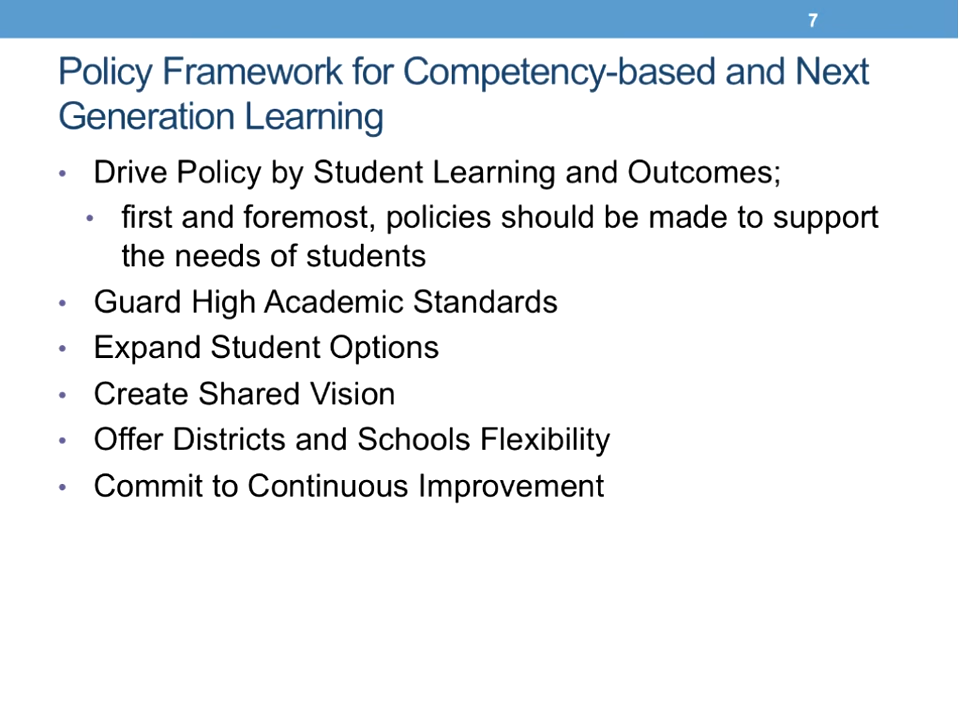 7
Policy Framework for Competency-based and Next
Generation Learning
• Drive Policy by Student Learning and Outcomes;
• first and foremost, policies should be made to support
the needs of students
• Guard High Academic Standards
• Expand Student Options
• Create Shared Vision
• Offer Districts and Schools Flexibility
• Commit to Continuous Improvement